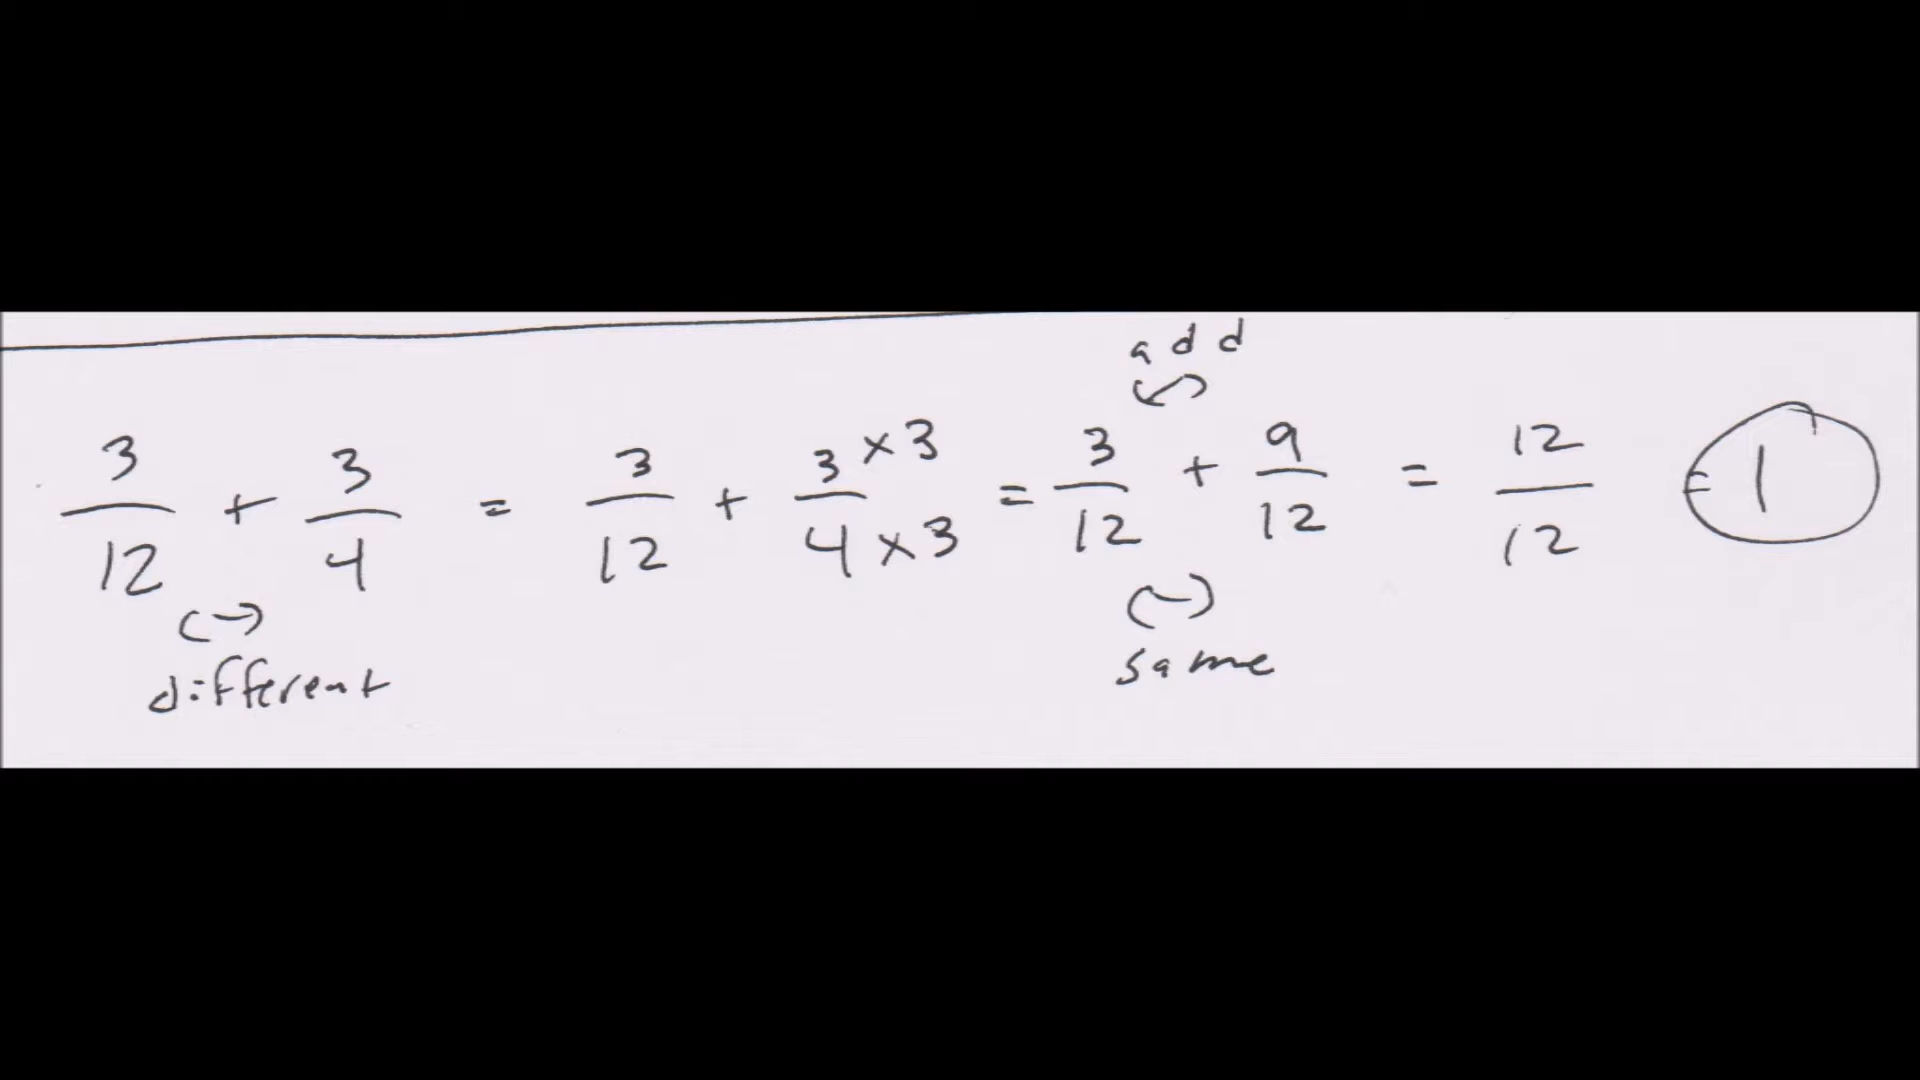 add
3/12 + 3/4 = 3/12 + 3 x 3/4 x 3 = 3/12 + 9/12 = 12/12 = 1
different same